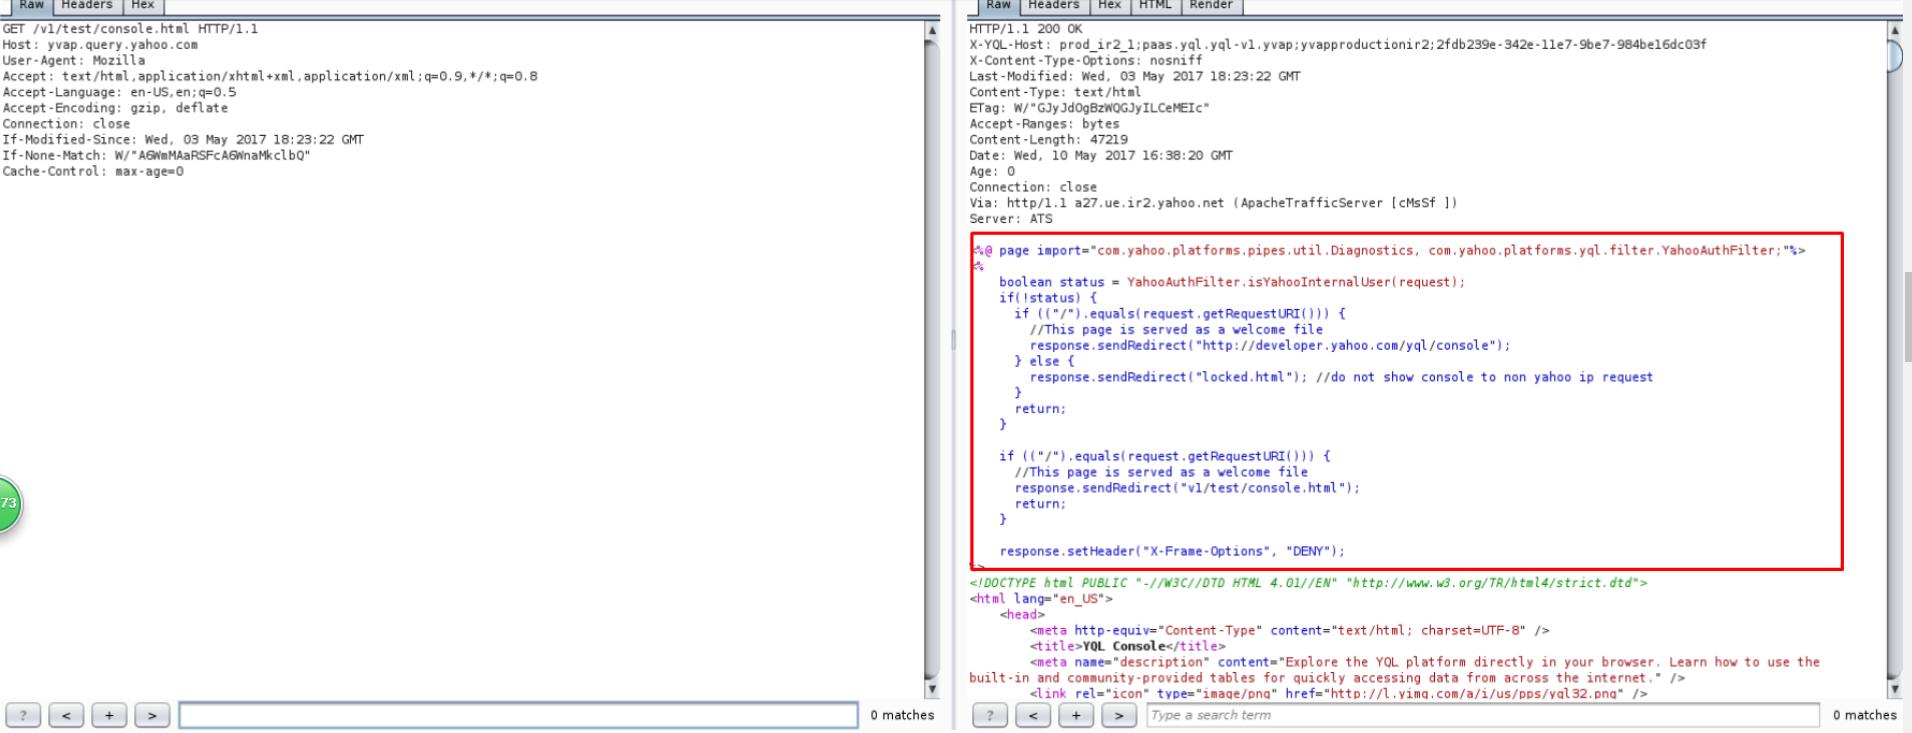 Raw Headers Hex
GET /v1/test/console.html HTTP/1.1
Host: yvap.query.yahoo.com
User-Agent: Mozilla
Accept: text/html,application/xhtml+xml,application/xml;q=0.9,*/*;q=0.8
Accept-Language: en-US,en;q=0.5
Accept-Encoding: gzip, deflate
Connection: close
If-Modified-Since: Wed, 03 May 2017 18:23:22 GMT
If-None-Match: W/"A6WmMAaRSFcA6WnaMkclbQ"
Cache-Control: max-age=0
73
? < + > 0 matches
Raw Headers Hex HTML Render
HTTP/1.1 200 OK
X-YQL-Host: prod_ir2_1;paas.yql.yql-v1.yvap;yvapproductionir2;2fdb239e-342e-11e7-9be7-984be16dc03f
X-Content-Type-Options: nosniff
Last-Modified: Wed, 03 May 2017 18:23:22 GMT
Content-Type: text/html
ETag: W/"GJyJdOgBzWQGJyILCeMEIc"
Accept-Ranges: bytes
Content-Length: 47219
Date: Wed, 10 May 2017 16:38:20 GMT
Age: 0
Connection: close
Via: http/1.1 a27.ue.ir2.yahoo.net (ApacheTrafficServer [cMsSf ])
Server: ATS
<%@ page import="com.yahoo.platforms.pipes.util.Diagnostics, com.yahoo.platforms.yql.filter.YahooAuthFilter;"%>
<%
boolean status = YahooAuthFilter.isYahooInternalUser(request);
if(!status) {
if (("/").equals(request.getRequestURI())) {
//This page is served as a welcome file
response.sendRedirect("http://developer.yahoo.com/yql/console");
} else {
response.sendRedirect("locked.html"); //do not show console to non yahoo ip request
}
return;
}
if (("/").equals(request.getRequestURI())) {
//This page is served as a welcome file
response.sendRedirect("v1/test/console.html");
return;
}
response.setHeader("X-Frame-Options", "DENY");
%>
<!DOCTYPE html PUBLIC "-//W3C//DTD HTML 4.01//EN" "http://www.w3.org/TR/html4/strict.dtd">
<html lang="en_US">
<head>
<meta http-equiv="Content-Type" content="text/html; charset=UTF-8" />
<title>YQL Console</title>
<meta name="description" content="Explore the YQL platform directly in your browser. Learn how to use the
built-in and community-provided tables for quickly accessing data from across the internet." />
<link rel="icon" type="image/png" href="http://l.yimg.com/a/i/us/pps/yql32.png" />
? < + > Type a search term 0 matches